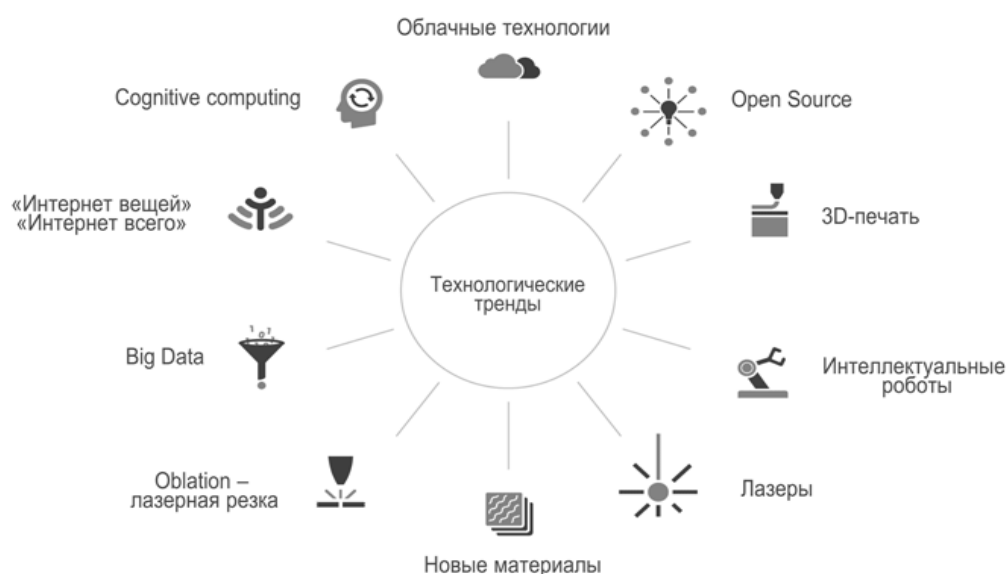 Облачные технологии
Cognitive computing
Open Source
«Интернет вещей»
«Интернет всего»
3D-печать
Технологические
тренды
Big Data
Интеллектуальные
роботы
Oblation –
лазерная резка
Лазеры
Новые материалы